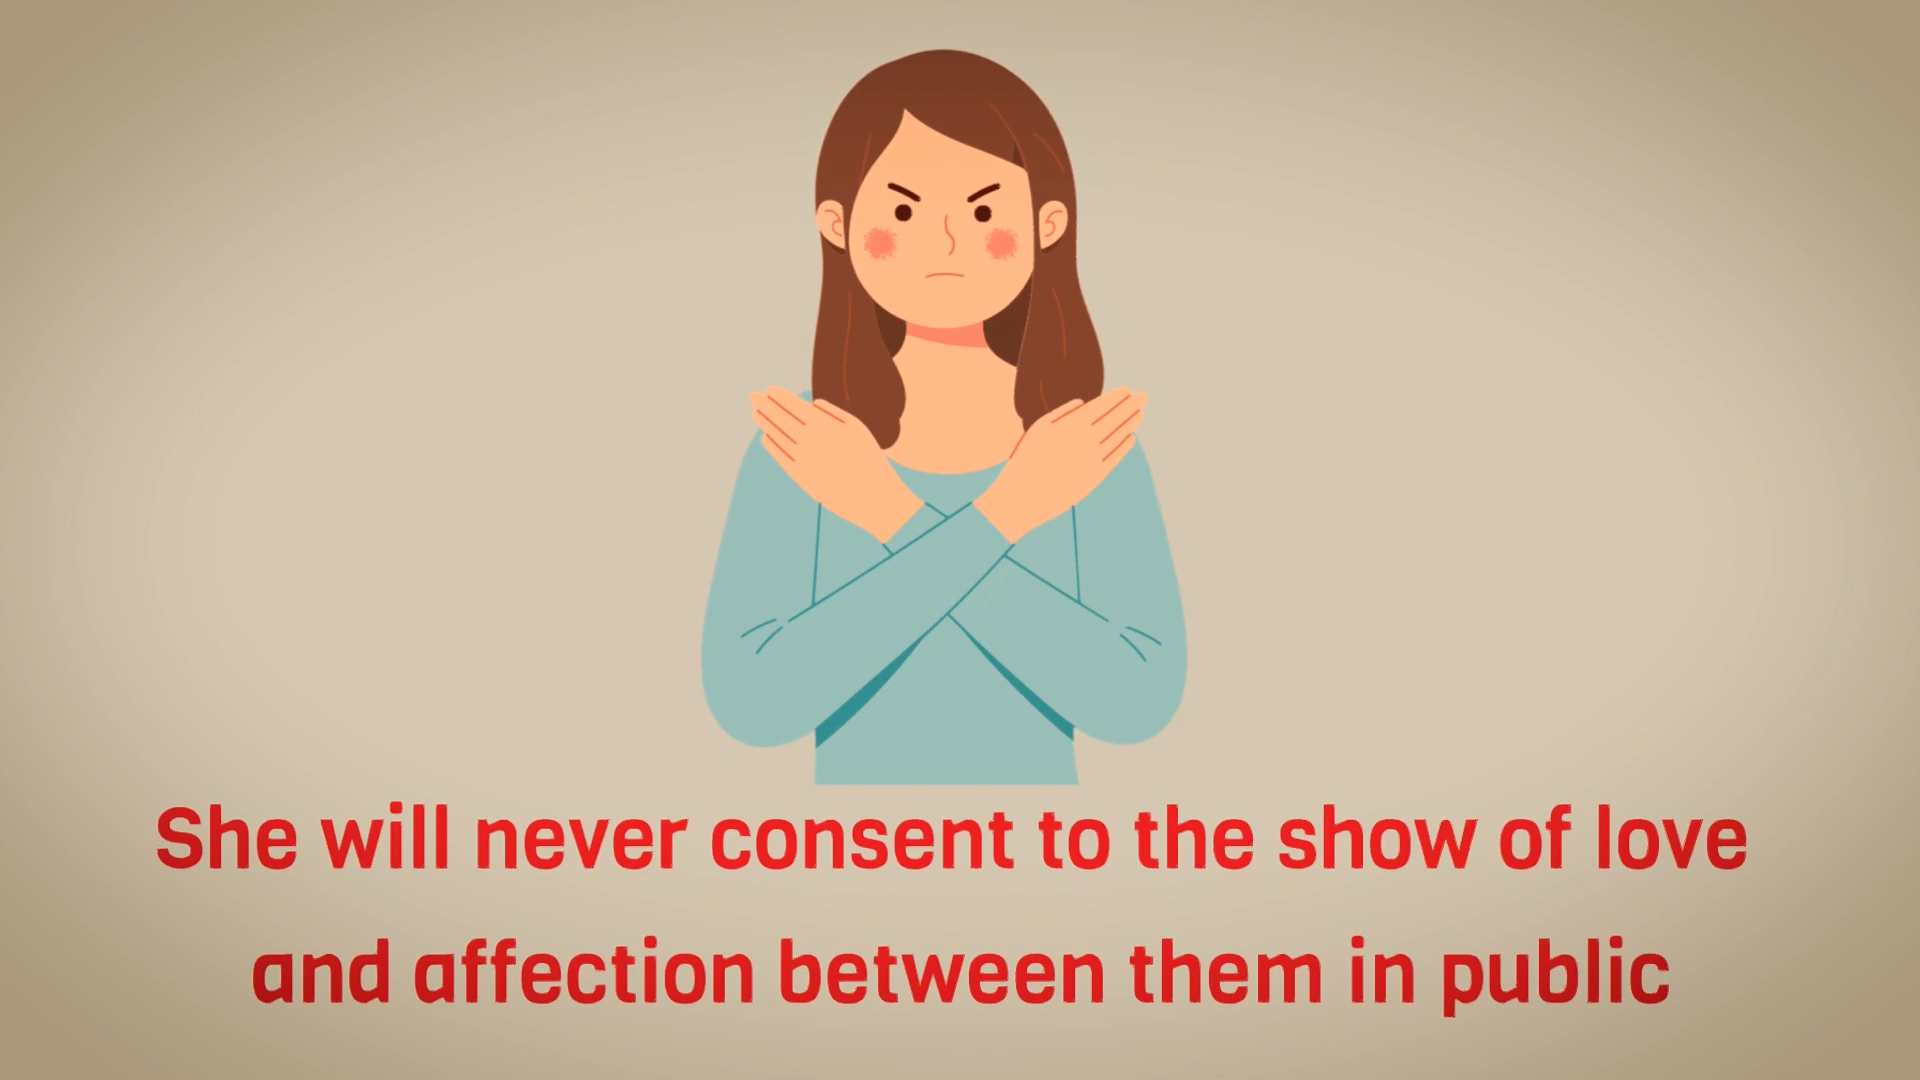 She will never consent to the show of love
and affection between them in public